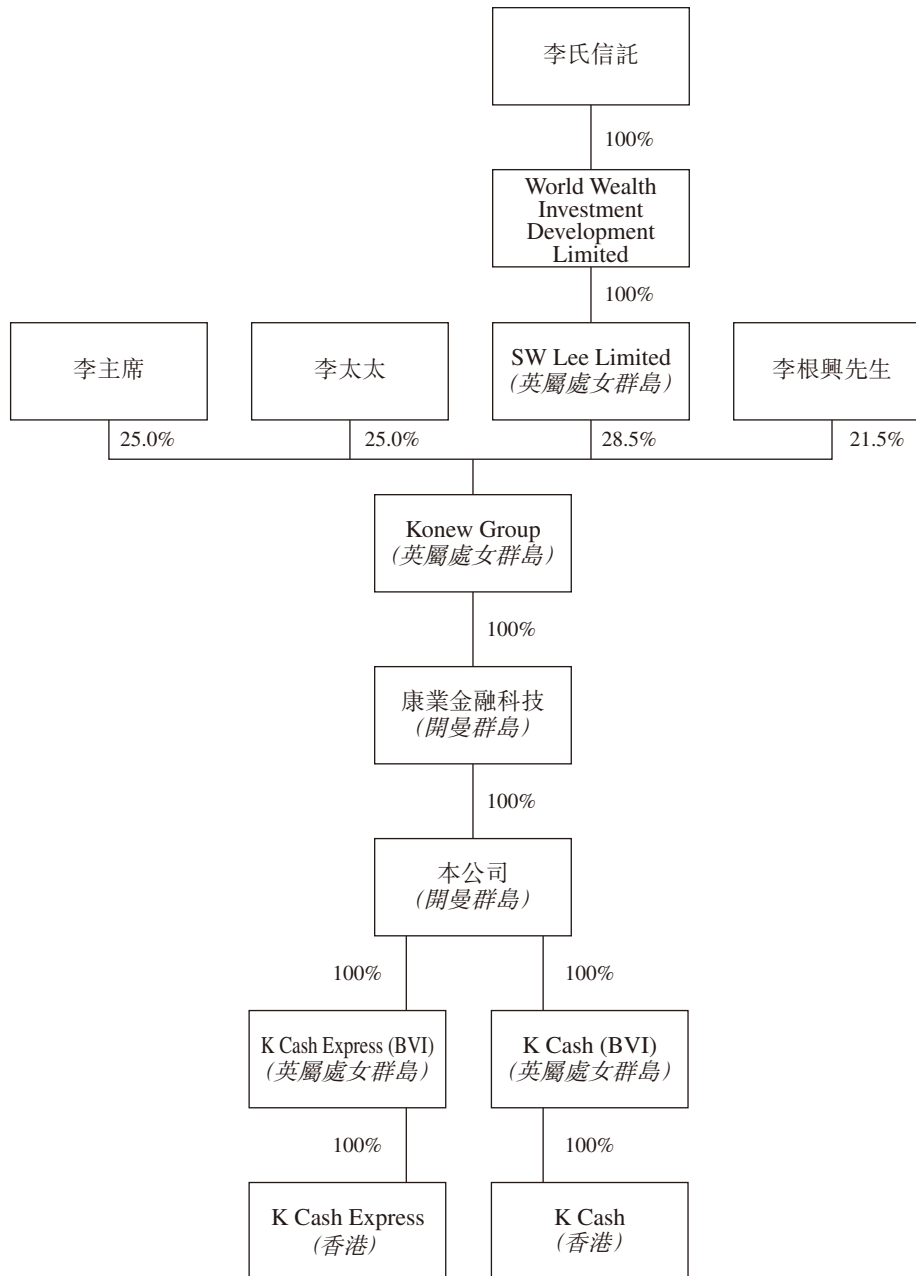 李氏信託
100%
World Wealth
Investment
Development
Limited
100%
李主席
李太太
SW Lee Limited
(英屬處女群島)
李根興先生
25.0%
25.0%
28.5%
21.5%
Konew Group
(英屬處女群島)
100%
康業金融科技
(開曼群島)
100%
本公司
(開曼群島)
100%
100%
K Cash Express (BVI)
(英屬處女群島)
K Cash (BVI)
(英屬處女群島)
100%
100%
K Cash Express
(香港)
K Cash
(香港)